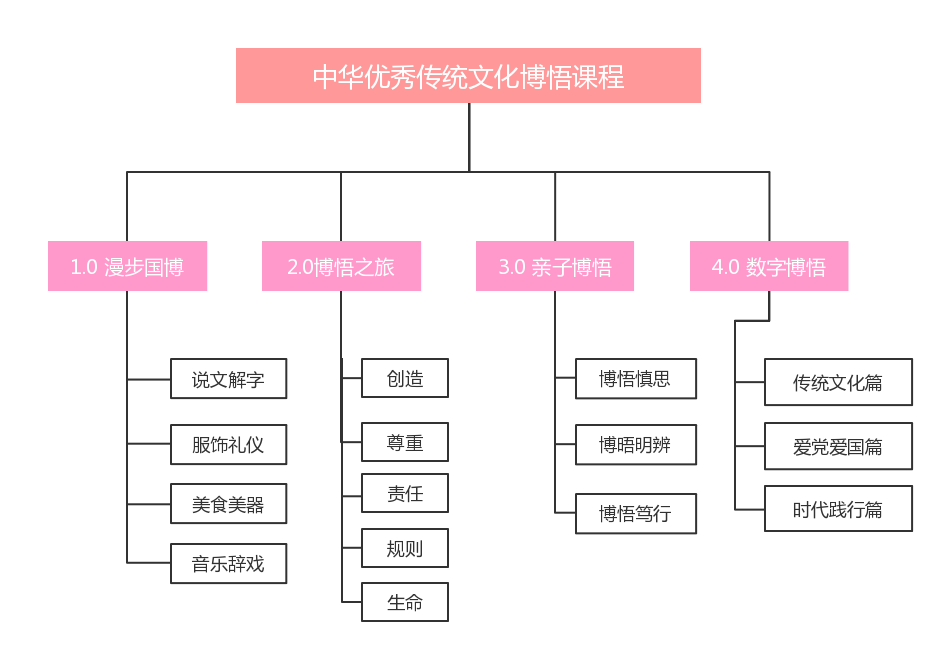 中华优秀传统文化博悟课程
1.0 漫步国博
2.0博悟之旅
3.0 亲子博悟
4.0 数字博悟
说文解字
服饰礼仪
美食美器
音乐辞戏
创造
尊重
责任
规则
生命
博悟慎思
博晤明辨
博悟笃行
传统文化篇
爱党爱国篇
时代践行篇